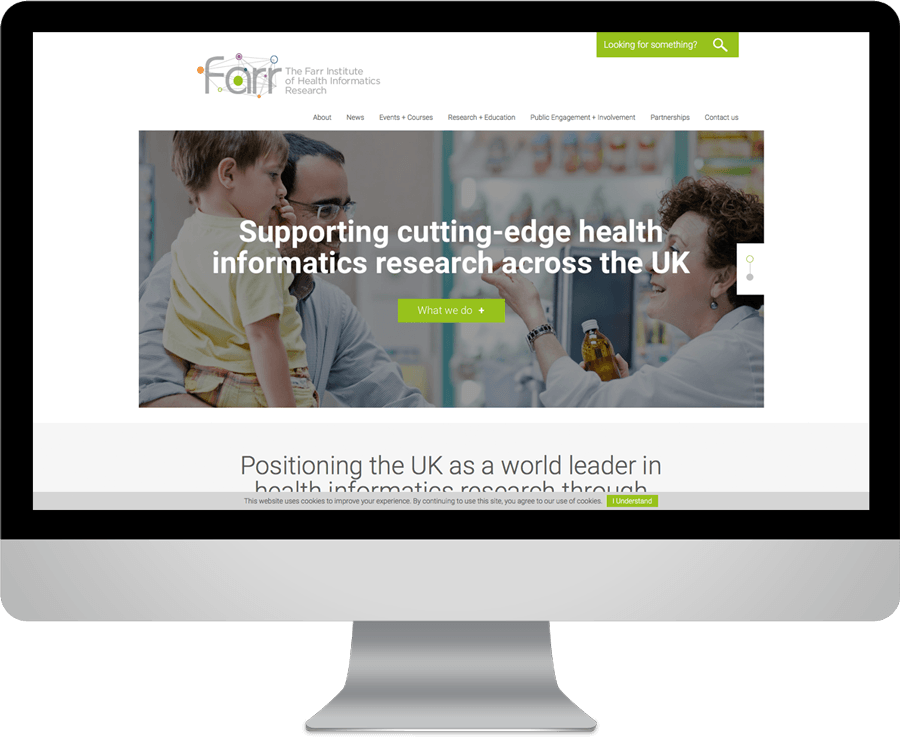 Looking for something?
Farr
The Farr Institute
of Health Informatics
Research
About News Events + Courses Research + Education Public Engagement + Involvement Partnerships Contact us
Supporting cutting-edge health
informatics research across the UK
What we do +
Positioning the UK as a world leader in
health informatics research through
This website uses cookies to improve your experience. By continuing to use this site, you agree to our use of cookies. I Understand